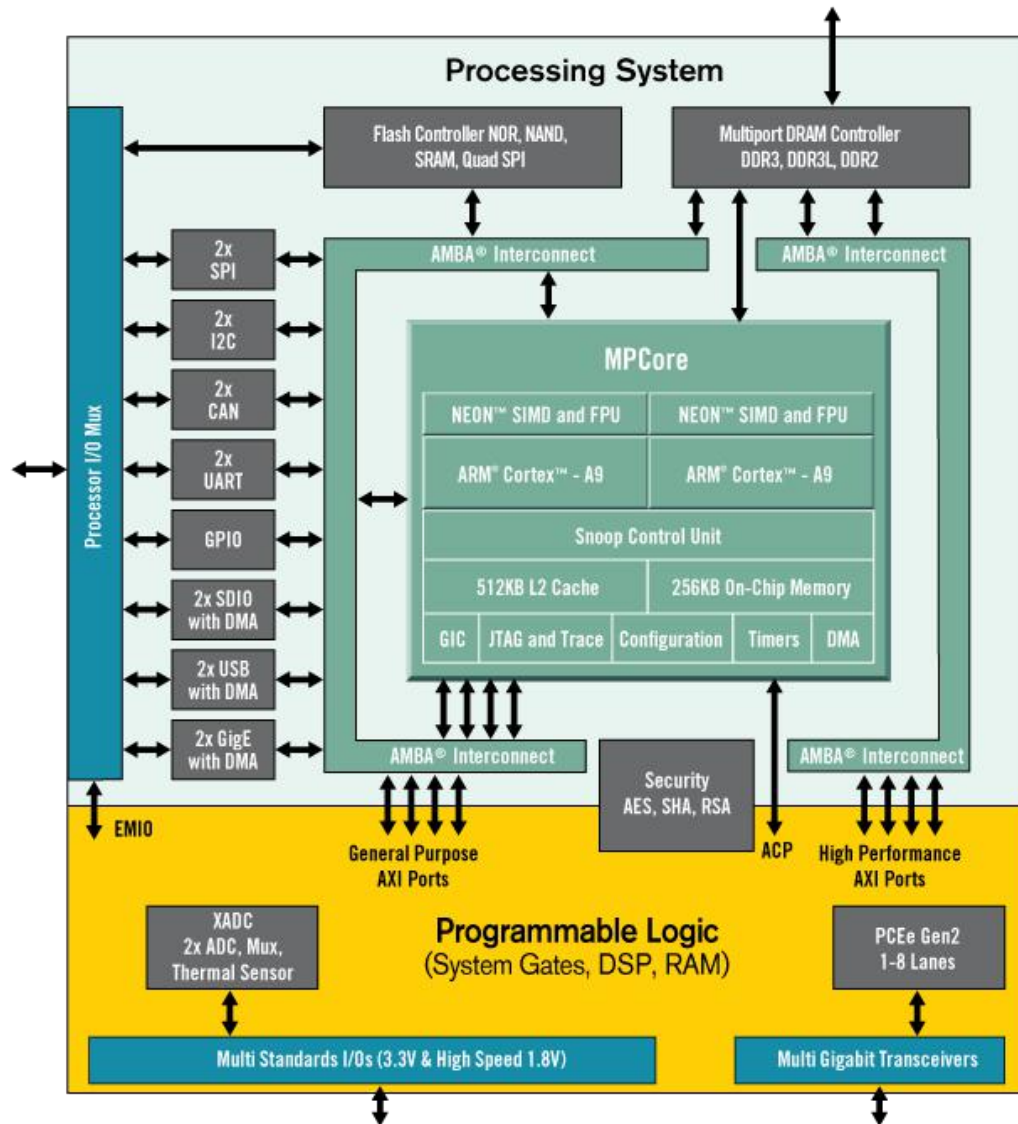 Processing System
Flash Controller NOR, NAND,
SRAM, Quad SPI
Multiport DRAM Controller
DDR3, DDR3L, DDR2
AMBA® Interconnect
AMBA® Interconnect
Processor I/O Mux
2x
SPI
2x
I2C
2x
CAN
2x
UART
GPIO
2x SDIO
with DMA
2x USB
with DMA
2x GigE
with DMA
MPCore
NEON™ SIMD and FPU
NEON™ SIMD and FPU
ARM® Cortex™ - A9
ARM® Cortex™ - A9
Snoop Control Unit
512KB L2 Cache
256KB On-Chip Memory
GIC
JTAG and Trace
Configuration
Timers
DMA
AMBA® Interconnect
AMBA® Interconnect
Security
AES, SHA, RSA
EMIO
General Purpose
AXI Ports
ACP
High Performance
AXI Ports
XADC
2x ADC, Mux,
Thermal Sensor
Programmable Logic
(System Gates, DSP, RAM)
PCEe Gen2
1-8 Lanes
Multi Standards I/Os (3.3V & High Speed 1.8V)
Multi Gigabit Transceivers